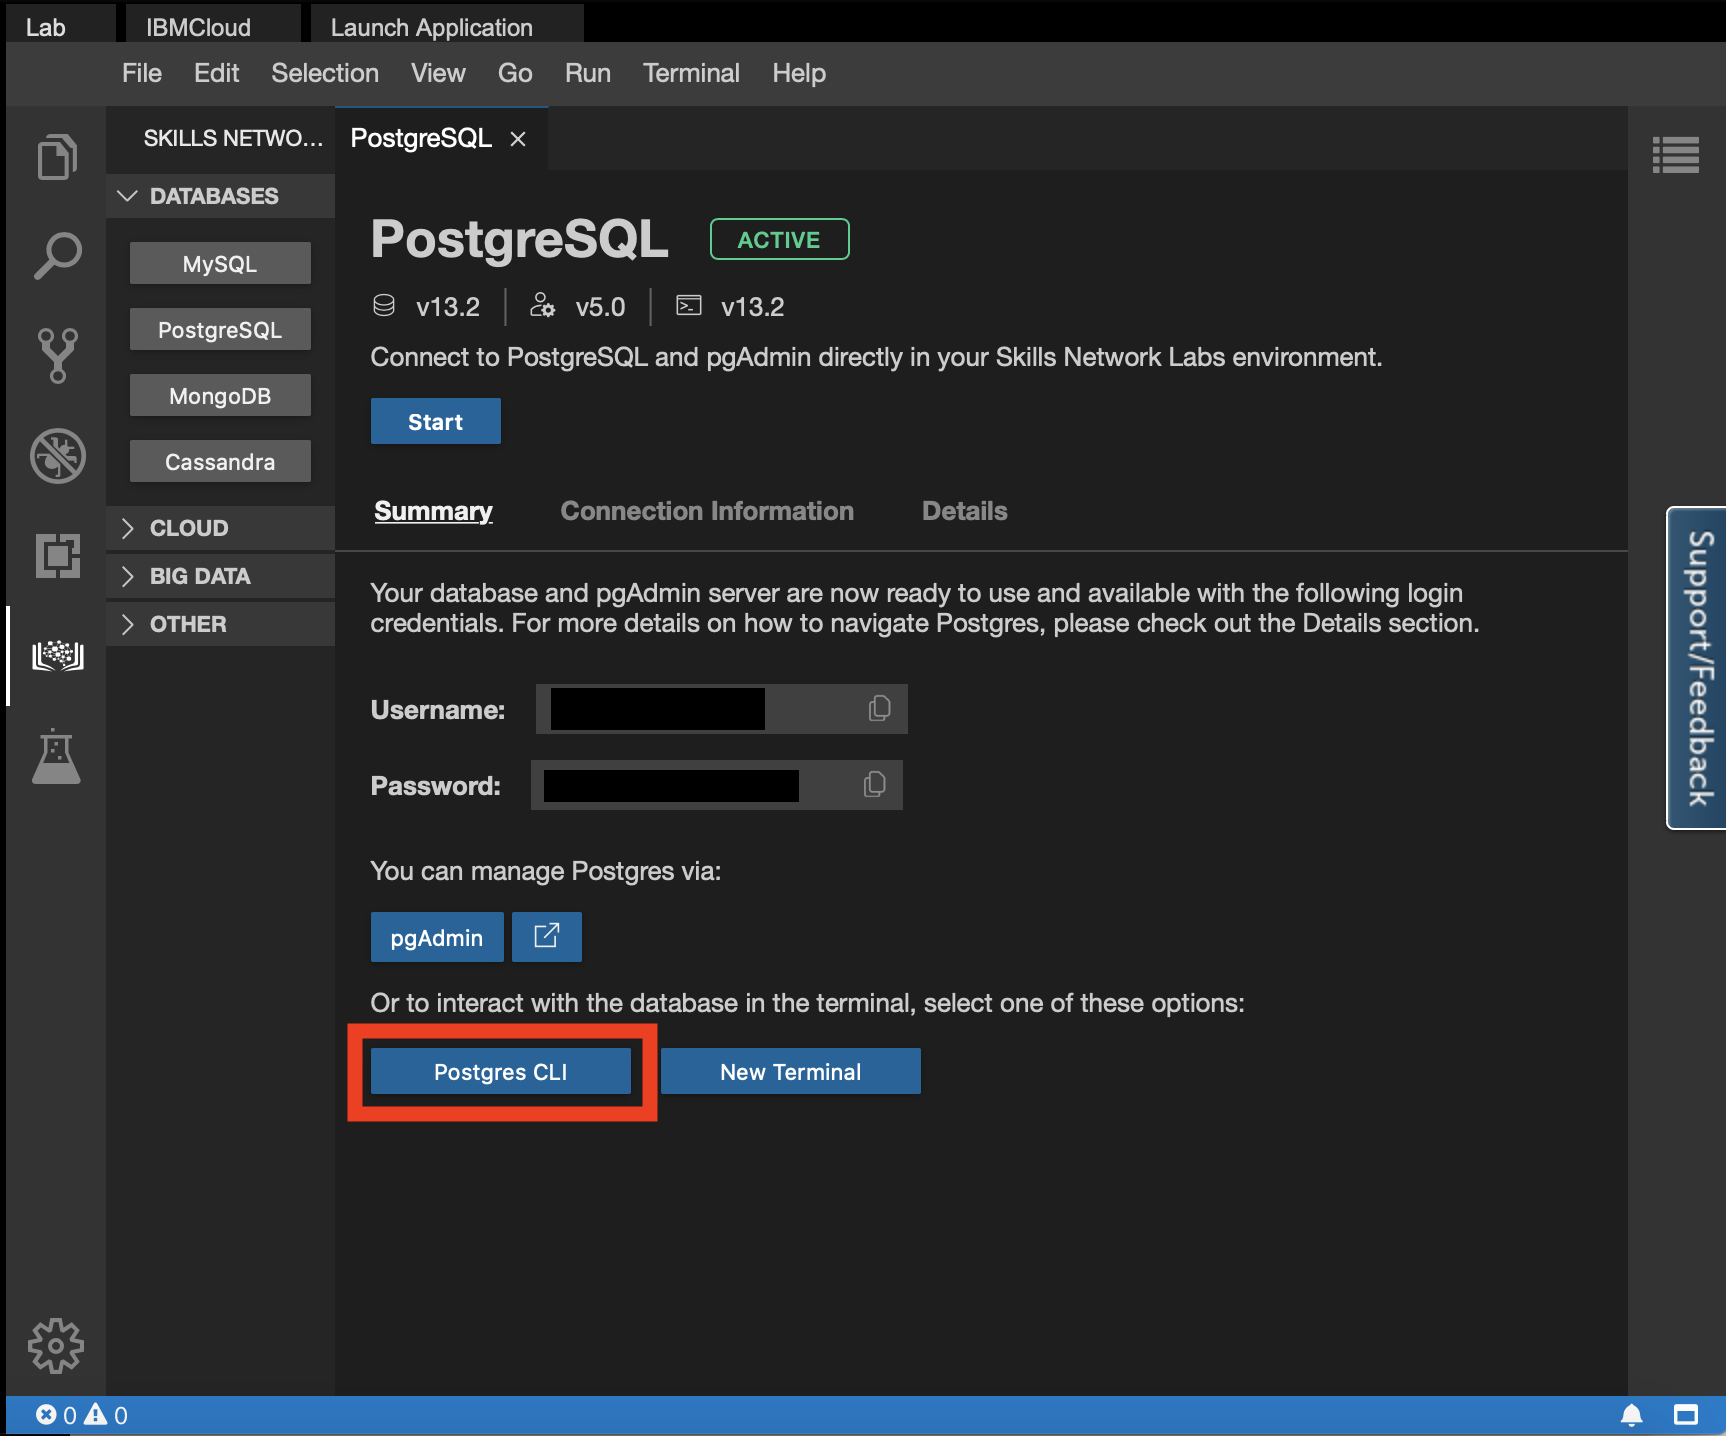 Lab
IBMCloud
Launch Application
File Edit Selection View Go Run Terminal Help
SKILLS NETWO...
PostgreSQL ×
DATABASES
MySQL
PostgreSQL
MongoDB
Cassandra
CLOUD
BIG DATA
OTHER
PostgreSQL ACTIVE
v13.2 v5.0 v13.2
Connect to PostgreSQL and pgAdmin directly in your Skills Network Labs environment.
Start
Summary Connection Information Details
Your database and pgAdmin server are now ready to use and available with the following login
credentials. For more details on how to navigate Postgres, please check out the Details section.
Username:
Password:
You can manage Postgres via:
pgAdmin
Or to interact with the database in the terminal, select one of these options:
Postgres CLI New Terminal
Support/Feedback
0 0